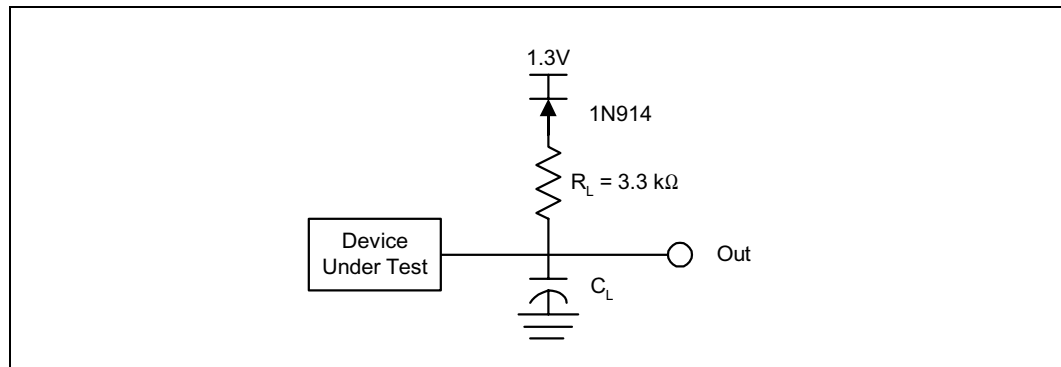 1.3V
1N914
R_L = 3.3 kΩ
Device
Under Test
Out
C_L